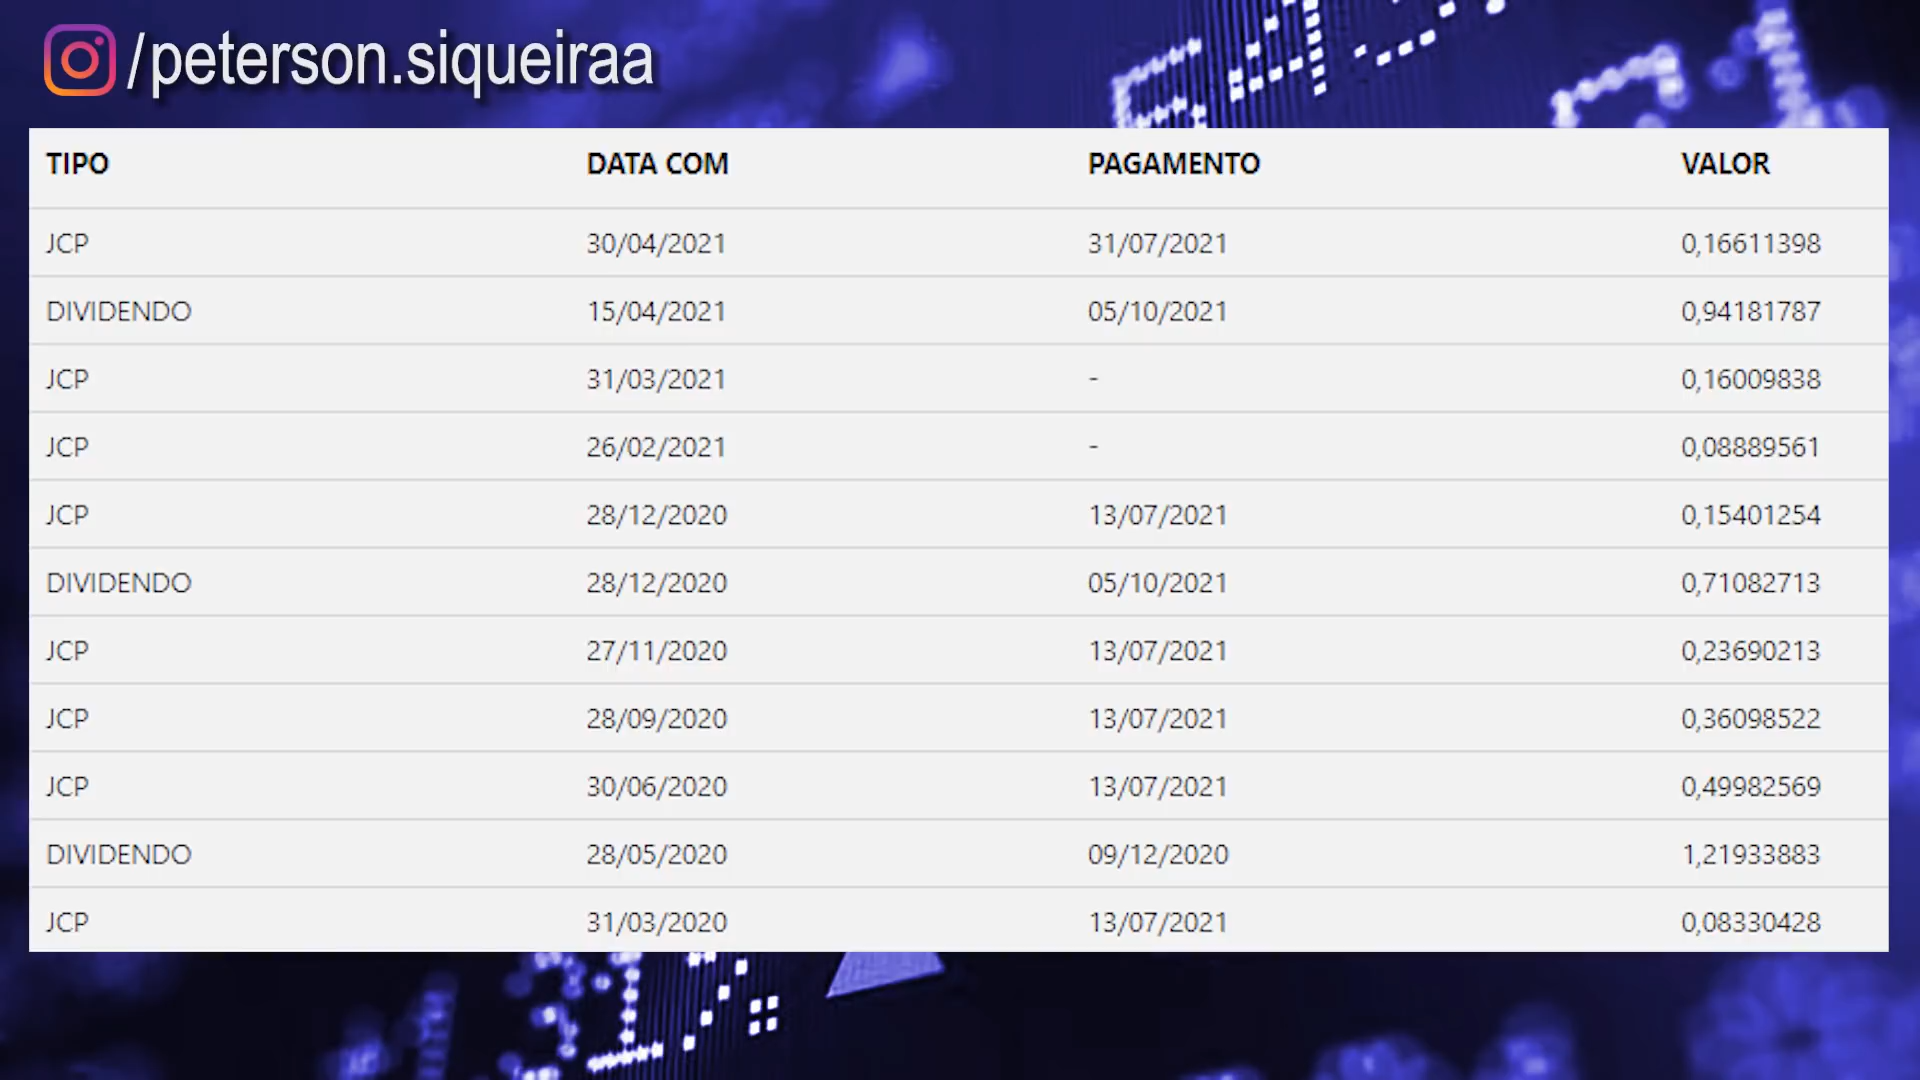 /peterson.siqueiraa
TIPO DATA COM PAGAMENTO VALOR
JCP 30/04/2021 31/07/2021 0,16611398
DIVIDENDO 15/04/2021 05/10/2021 0,94181787
JCP 31/03/2021 - 0,16009838
JCP 26/02/2021 - 0,08889561
JCP 28/12/2020 13/07/2021 0,15401254
DIVIDENDO 28/12/2020 05/10/2021 0,71082713
JCP 27/11/2020 13/07/2021 0,23690213
JCP 28/09/2020 13/07/2021 0,36098522
JCP 30/06/2020 13/07/2021 0,49982569
DIVIDENDO 28/05/2020 09/12/2020 1,21933883
JCP 31/03/2020 13/07/2021 0,08330428